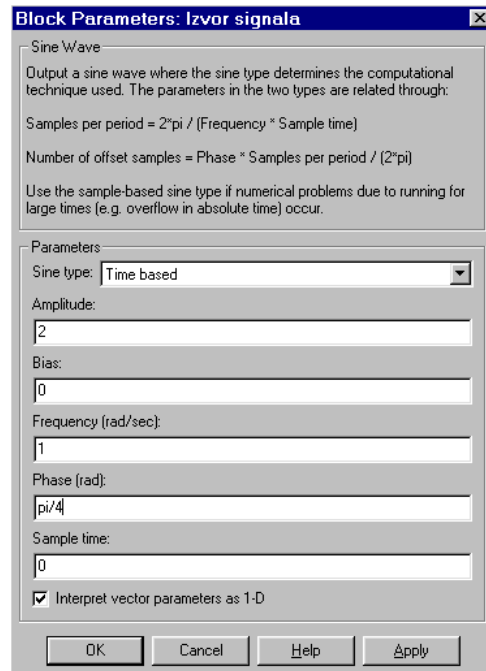 Block Parameters: Izvor signala
Sine Wave
Output a sine wave where the sine type determines the computational
technique used. The parameters in the two types are related through:
Samples per period = 2*pi / (Frequency * Sample time)
Number of offset samples = Phase * Samples per period / (2*pi)
Use the sample-based sine type if numerical problems due to running for
large times (e.g. overflow in absolute time) occur.
Parameters
Sine type: Time based
Amplitude:
2
Bias:
0
Frequency (rad/sec):
1
Phase (rad):
pi/4
Sample time:
0
Interpret vector parameters as 1-D
OK Cancel Help Apply